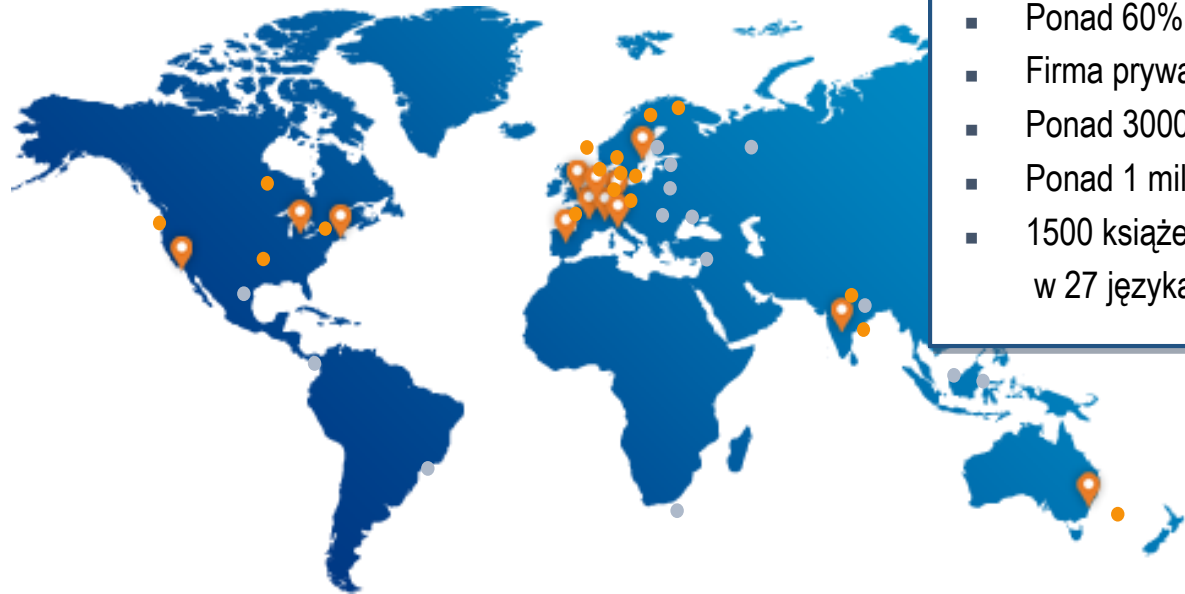 Ponad 60%
Firma prywa
Ponad 3000
Ponad 1 mil
1500 książe
w 27 języka